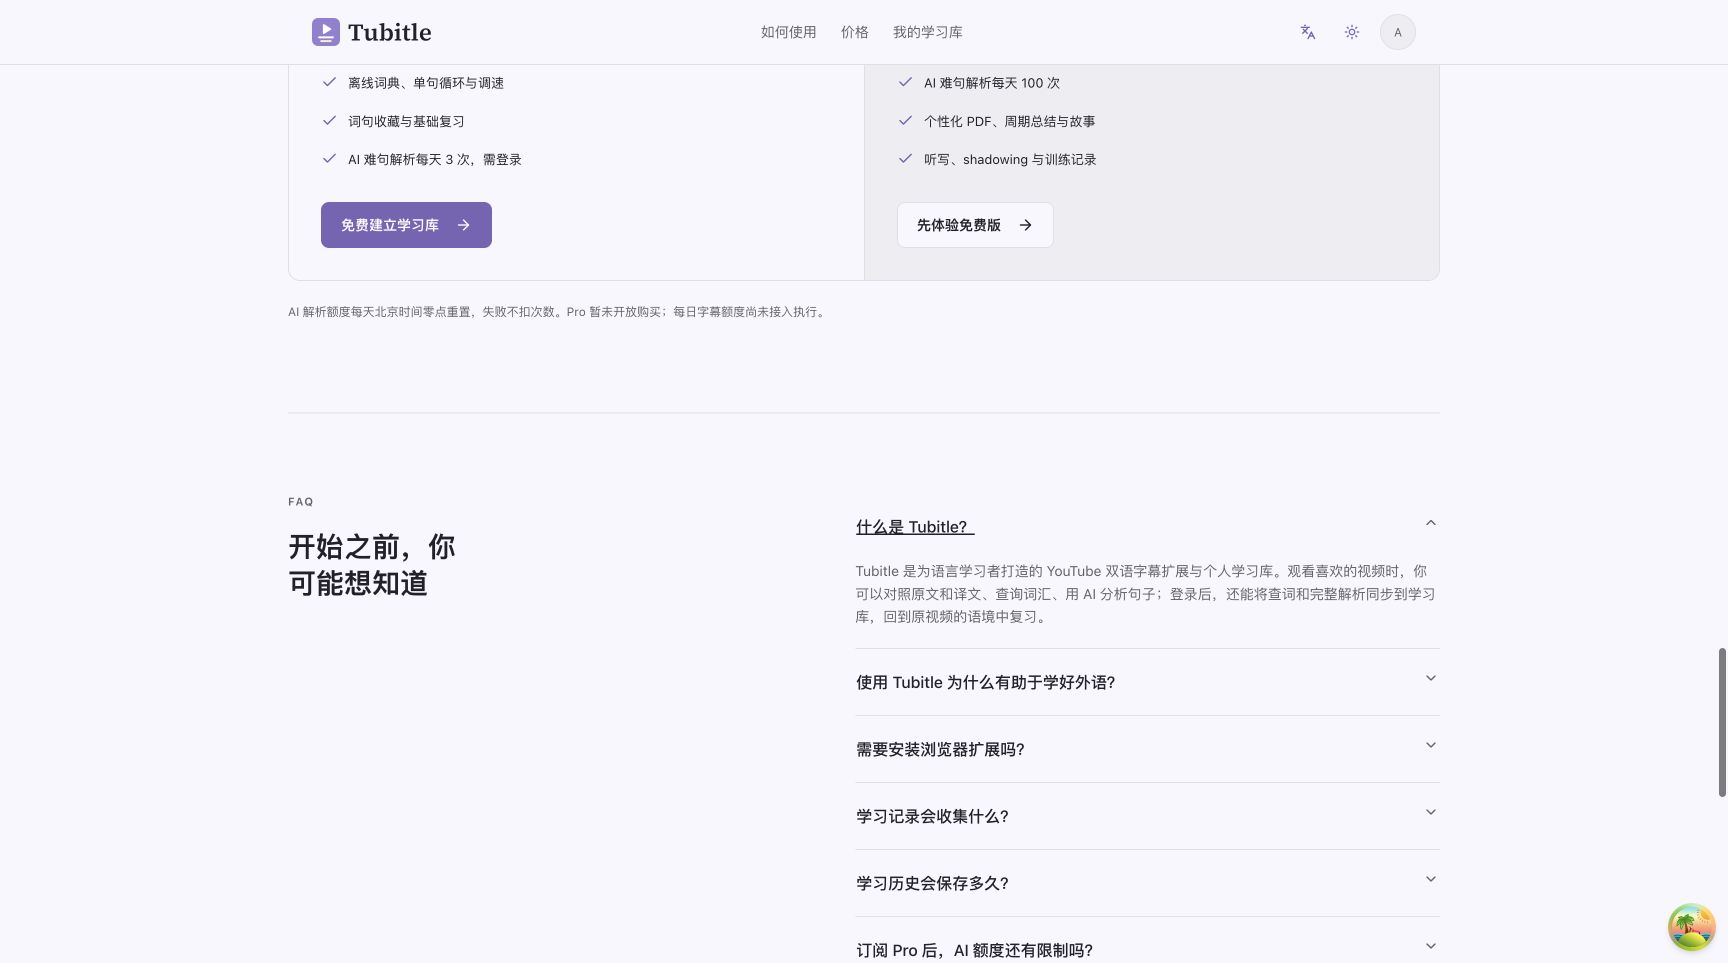 Tubitle
如何使用
价格
我的学习库
A
离线词典、单句循环与调速
词句收藏与基础复习
AI 难句解析每天 3 次，需登录
免费建立学习库 →
AI 难句解析每天 100 次
个性化 PDF、周期总结与故事
听写、shadowing 与训练记录
先体验免费版 →
AI 解析额度每天北京时间零点重置，失败不扣次数。Pro 暂未开放购买；每日字幕额度尚未接入执行。
FAQ
开始之前，你
可能想知道
什么是 Tubitle？
Tubitle 是为语言学习者打造的 YouTube 双语字幕扩展与个人学习库。观看喜欢的视频时，你
可以对照原文和译文、查询词汇、用 AI 分析句子；登录后，还能将查词和完整解析同步到学习
库，回到原视频的语境中复习。
使用 Tubitle 为什么有助于学好外语？
需要安装浏览器扩展吗？
学习记录会收集什么？
学习历史会保存多久？
订阅 Pro 后，AI 额度还有限制吗？